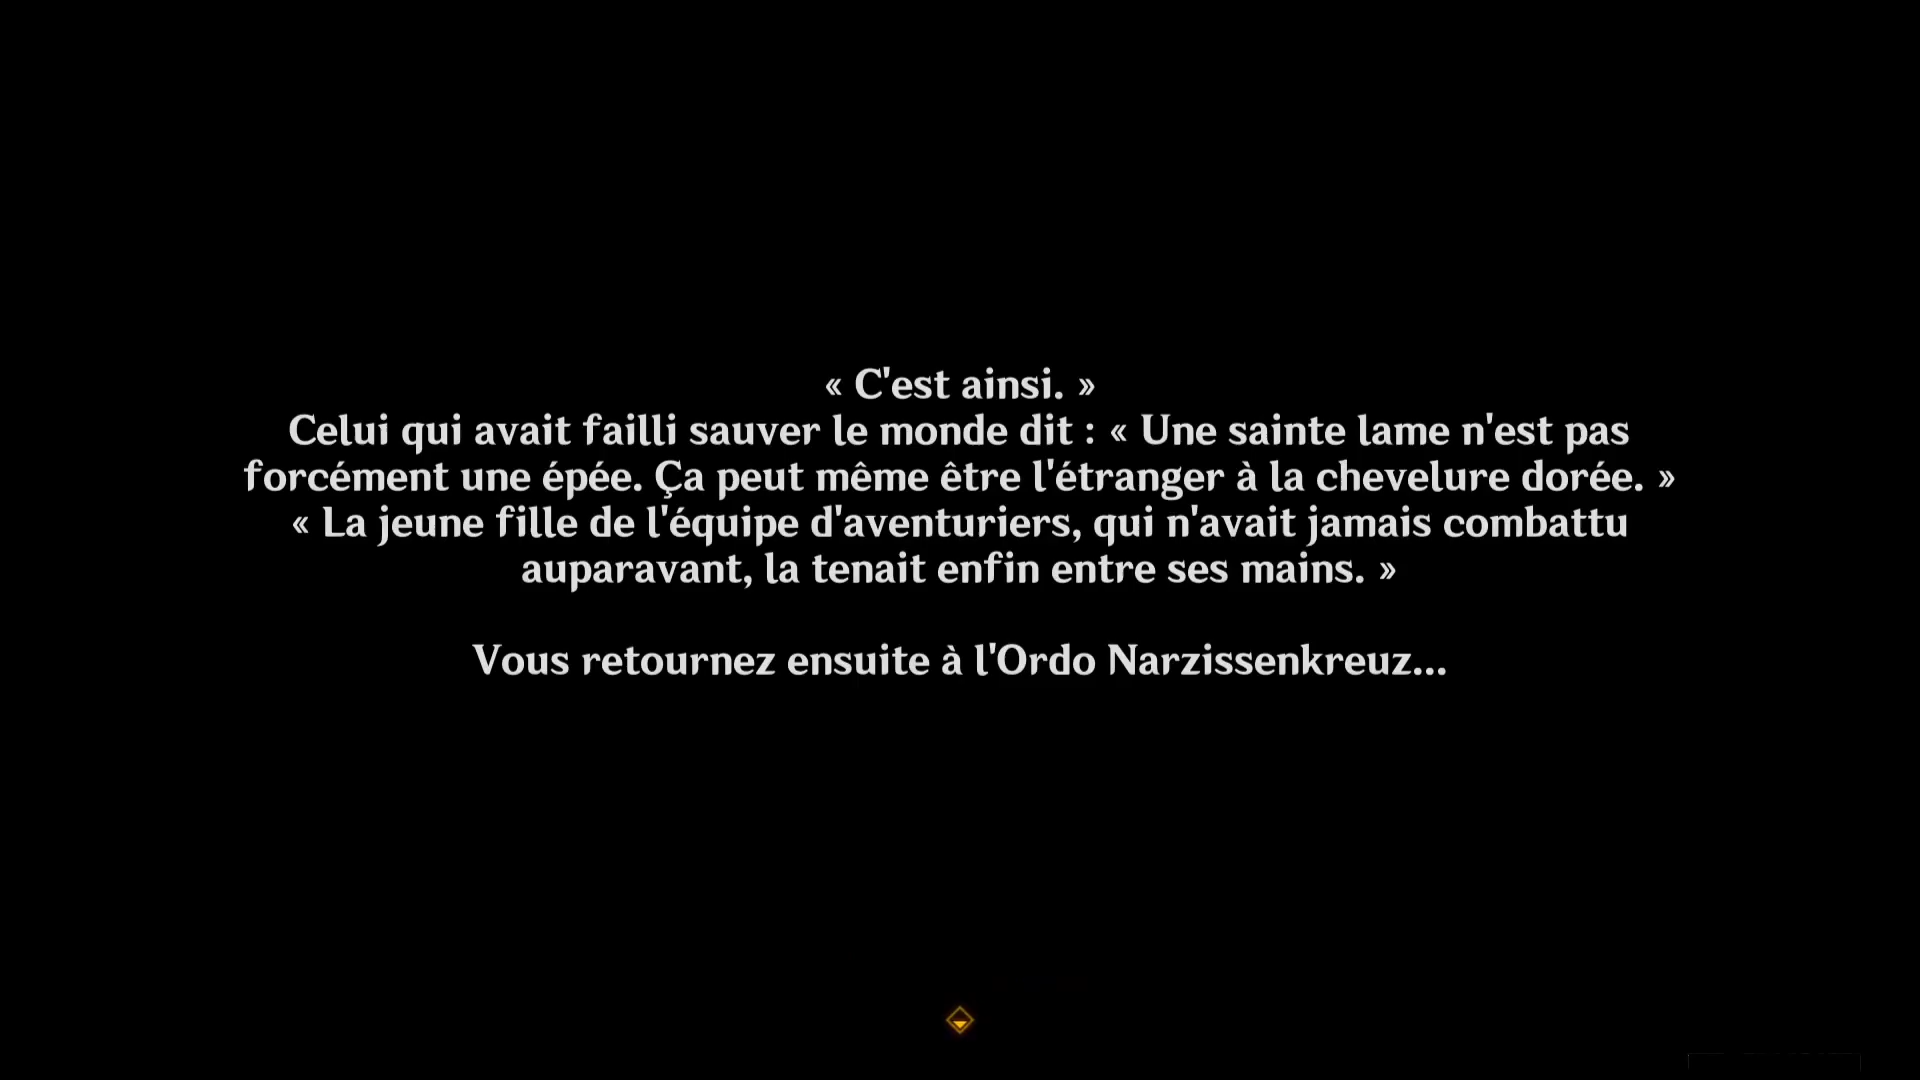 « C'est ainsi. »
Celui qui avait failli sauver le monde dit : « Une sainte lame n'est pas
forcément une épée. Ça peut même être l'étranger à la chevelure dorée. »
« La jeune fille de l'équipe d'aventuriers, qui n'avait jamais combattu
auparavant, la tenait enfin entre ses mains. »
Vous retournez ensuite à l'Ordo Narzissenkreuz...